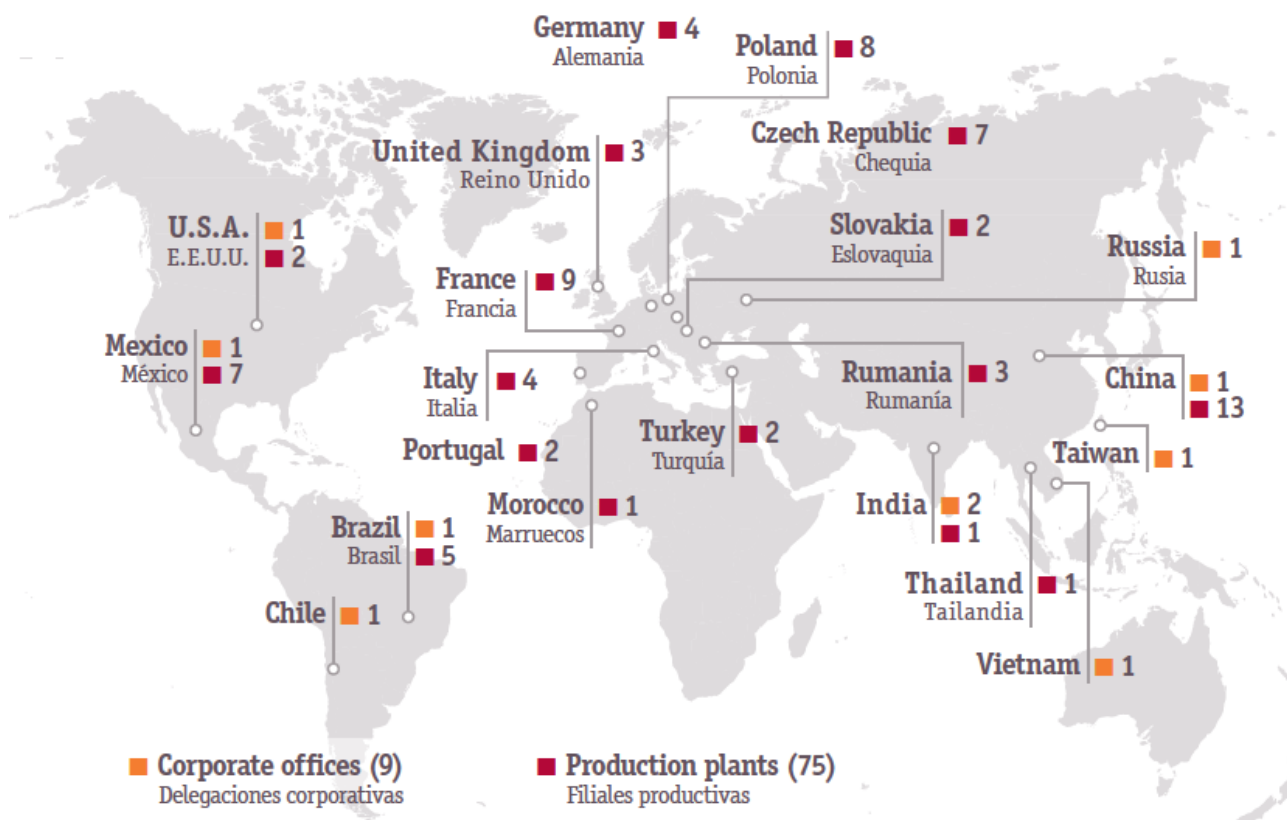 Germany 4
Alemania
Poland 8
Polonia
Czech Republic 7
Chequia
United Kingdom 3
Reino Unido
U.S.A. 1
E.E.U.U. 2
Slovakia 2
Eslovaquia
Russia 1
Rusia
France 9
Francia
Mexico 1
México 7
Italy 4
Italia
Rumania 3
Rumanía
China 1
13
Portugal 2
Turkey 2
Turquía
Taiwan 1
Morocco 1
Marruecos
India 2
1
Brazil 1
Brasil 5
Thailand 1
Tailandia
Chile 1
Vietnam 1
Corporate offices (9)
Delegaciones corporativas
Production plants (75)
Filiales productivas